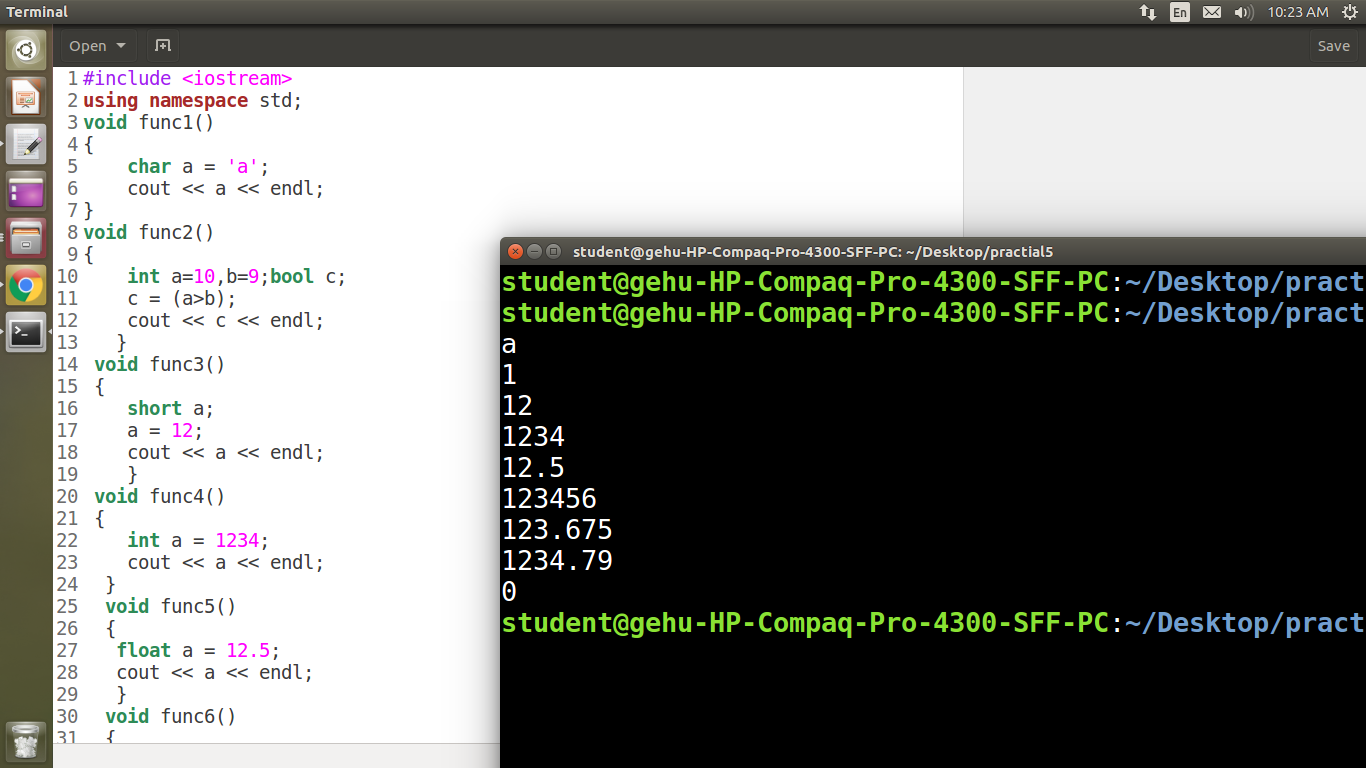 Terminal
En
10:23 AM
Open
Save
1 #include <iostream>
2 using namespace std;
3 void func1()
4 {
5     char a = 'a';
6     cout << a << endl;
7 }
8 void func2()
9 {
10     int a=10,b=9;bool c;
11     c = (a>b);
12     cout << c << endl;
13    }
14  void func3()
15  {
16     short a;
17     a = 12;
18     cout << a << endl;
19     }
20  void func4()
21  {
22     int a = 1234;
23     cout << a << endl;
24   }
25   void func5()
26   {
27    float a = 12.5;
28    cout << a << endl;
29    }
30   void func6()
31   {
student@gehu-HP-Compaq-Pro-4300-SFF-PC: ~/Desktop/practial5
student@gehu-HP-Compaq-Pro-4300-SFF-PC:~/Desktop/pract
student@gehu-HP-Compaq-Pro-4300-SFF-PC:~/Desktop/pract
a
1
12
1234
12.5
123456
123.675
1234.79
0
student@gehu-HP-Compaq-Pro-4300-SFF-PC:~/Desktop/pract